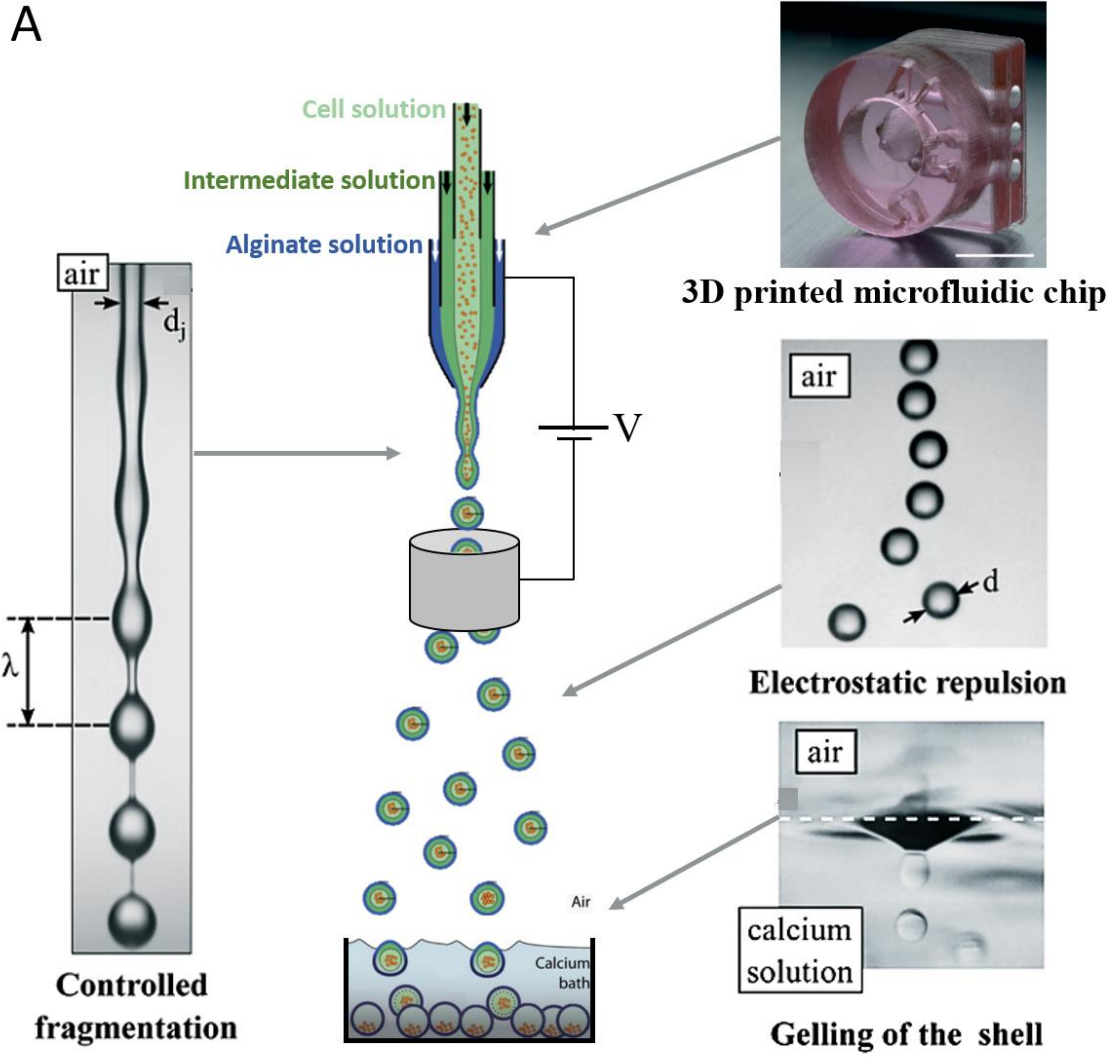 A
Cell solution
Intermediate solution
Alginate solution
air
dj
λ
Controlled
fragmentation
V
Air
Calcium
bath
3D printed microfluidic chip
air
d
Electrostatic repulsion
air
calcium
solution
Gelling of the shell